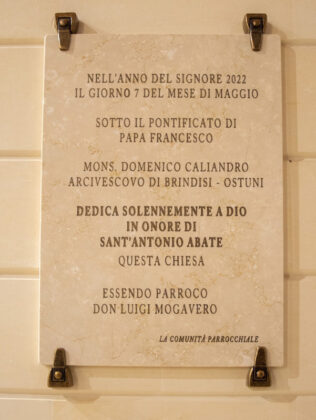 NELL'ANNO DEL SIGNORE 2022
IL GIORNO 7 DEL MESE DI MAGGIO
SOTTO IL PONTIFICATO DI
PAPA FRANCESCO
MONS. DOMENICO CALIANDRO
ARCIVESCOVO DI BRINDISI - OSTUNI
DEDICA SOLENNEMENTE A DIO
IN ONORE DI
SANT'ANTONIO ABATE
QUESTA CHIESA
ESSENDO PARROCO
DON LUIGI MOGAVERO
LA COMUNITÀ PARROCCHIALE